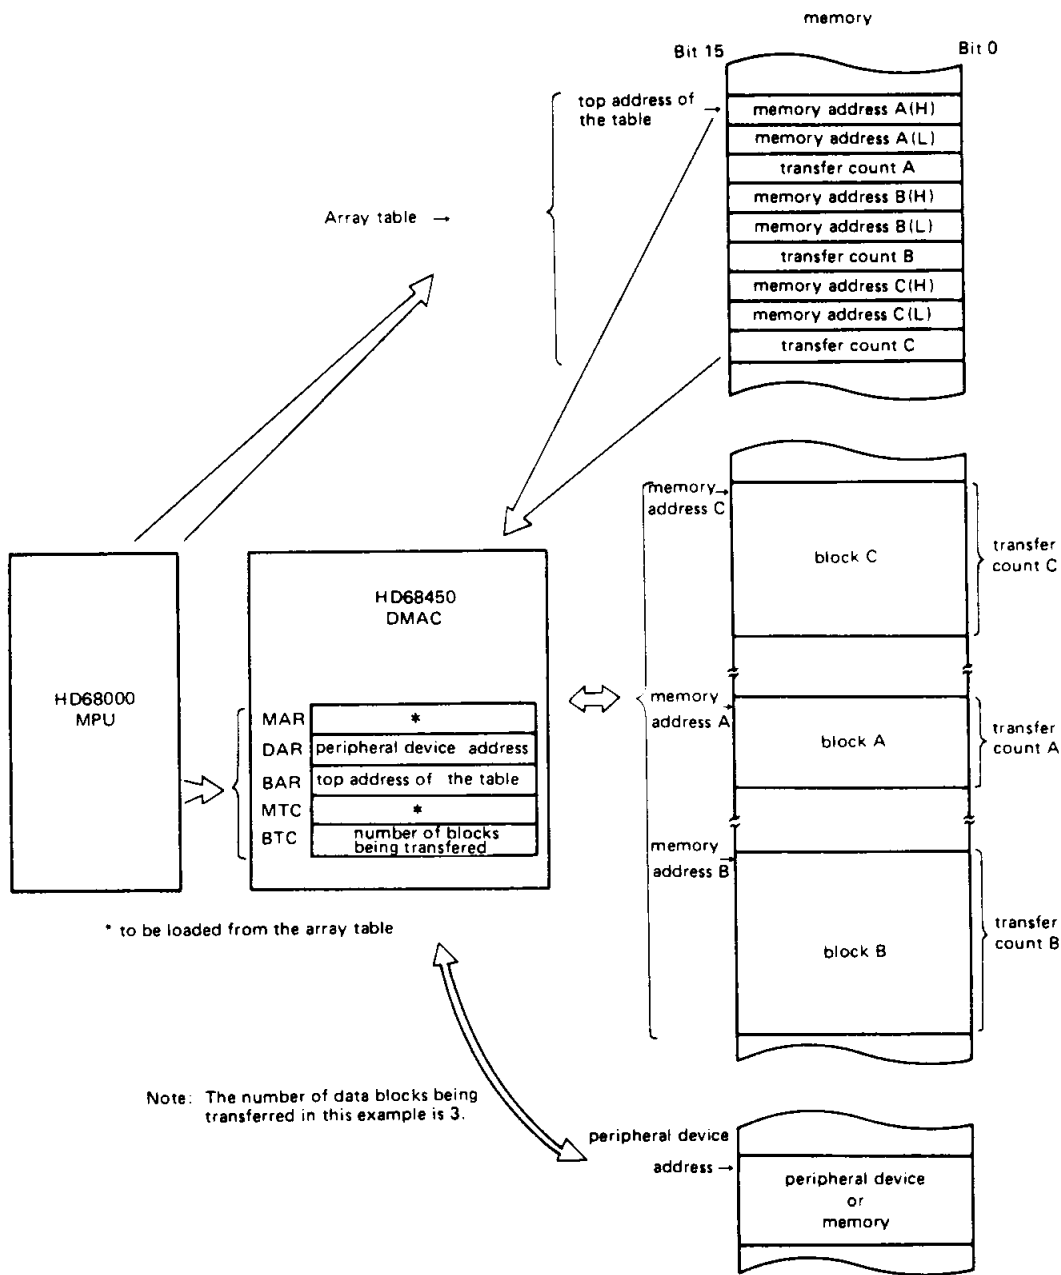 memory
Bit 15
Bit 0
top address of →
the table
memory address A(H)
memory address A(L)
transfer count A
memory address B(H)
memory address B(L)
transfer count B
memory address C(H)
memory address C(L)
transfer count C
Array table →
memory→
address C
block C
transfer
count C
HD68450
DMAC
HD68000
MPU
MAR
*
DAR
peripheral device address
BAR
top address of the table
MTC
*
BTC
number of blocks
being transfered
memory
address A
block A
transfer
count A
memory
address B
block B
transfer
count B
* to be loaded from the array table
Note: The number of data blocks being
transferred in this example is 3.
peripheral device
address →
peripheral device
or
memory